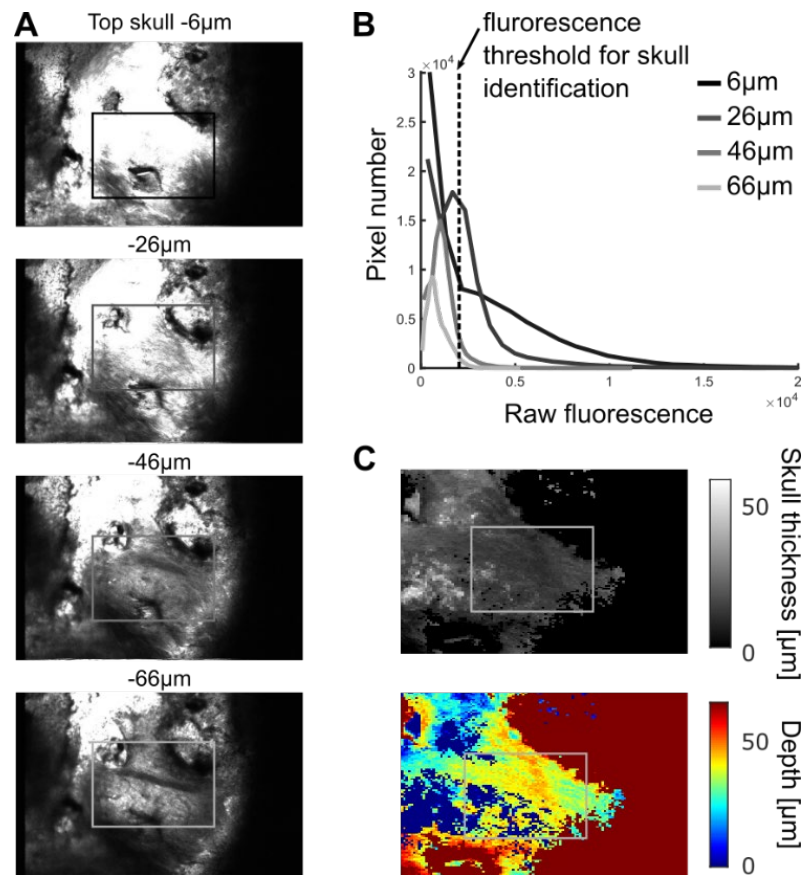 A
Top skull -6µm
-26µm
-46µm
-66µm
B
flurorescence
threshold for skull
identification
×10⁴
3
2.5
2
1.5
1
0.5
0
0
0.5
1
1.5
2
×10⁴
Pixel number
Raw fluorescence
6µm
26µm
46µm
66µm
C
50
0
Skull thickness [µm]
50
0
Depth [µm]